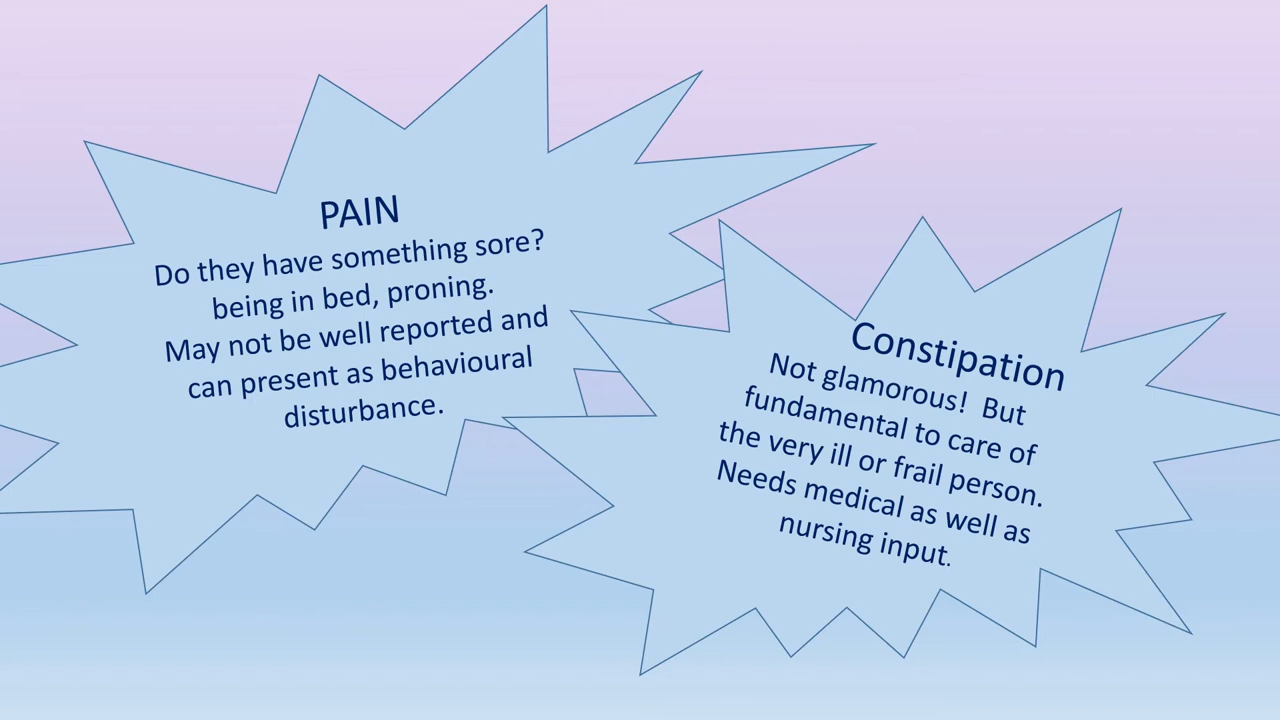 PAIN
Do they have something sore?
being in bed, proning.
May not be well reported and
can present as behavioural
disturbance.
Constipation
Not glamorous!  But
fundamental to care of
the very ill or frail person.
Needs medical as well as
nursing input.